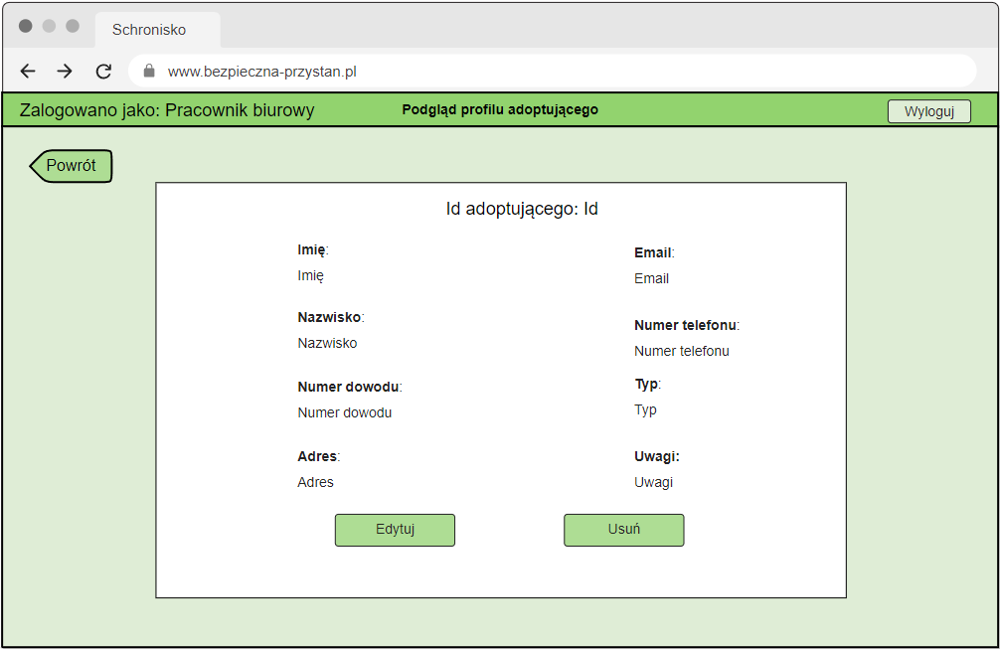 Schronisko
www.bezpieczna-przystan.pl
Zalogowano jako: Pracownik biurowy
Podgląd profilu adoptującego
Wyloguj
Powrót
Id adoptującego: Id
Imię:
Imię
Nazwisko:
Nazwisko
Numer dowodu:
Numer dowodu
Adres:
Adres
Email:
Email
Numer telefonu:
Numer telefonu
Typ:
Typ
Uwagi:
Uwagi
Edytuj
Usuń